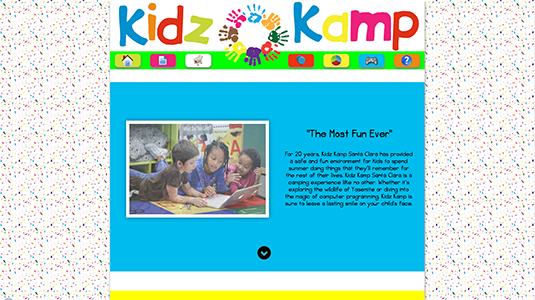 Kidz Kamp
"The Most Fun Ever"
For 20 years, Kidz Kamp Santa Clara has provided
a safe and fun environment for kids to spend
summer doing things that they'll remember for
the rest of their lives. Kidz Kamp Santa Clara is a
camping experience like no other. Whether it's
exploring the wildlife of Yosemite or diving into
the magic of computer programming. Kidz Kamp is
sure to leave a lasting smile on your child's face.